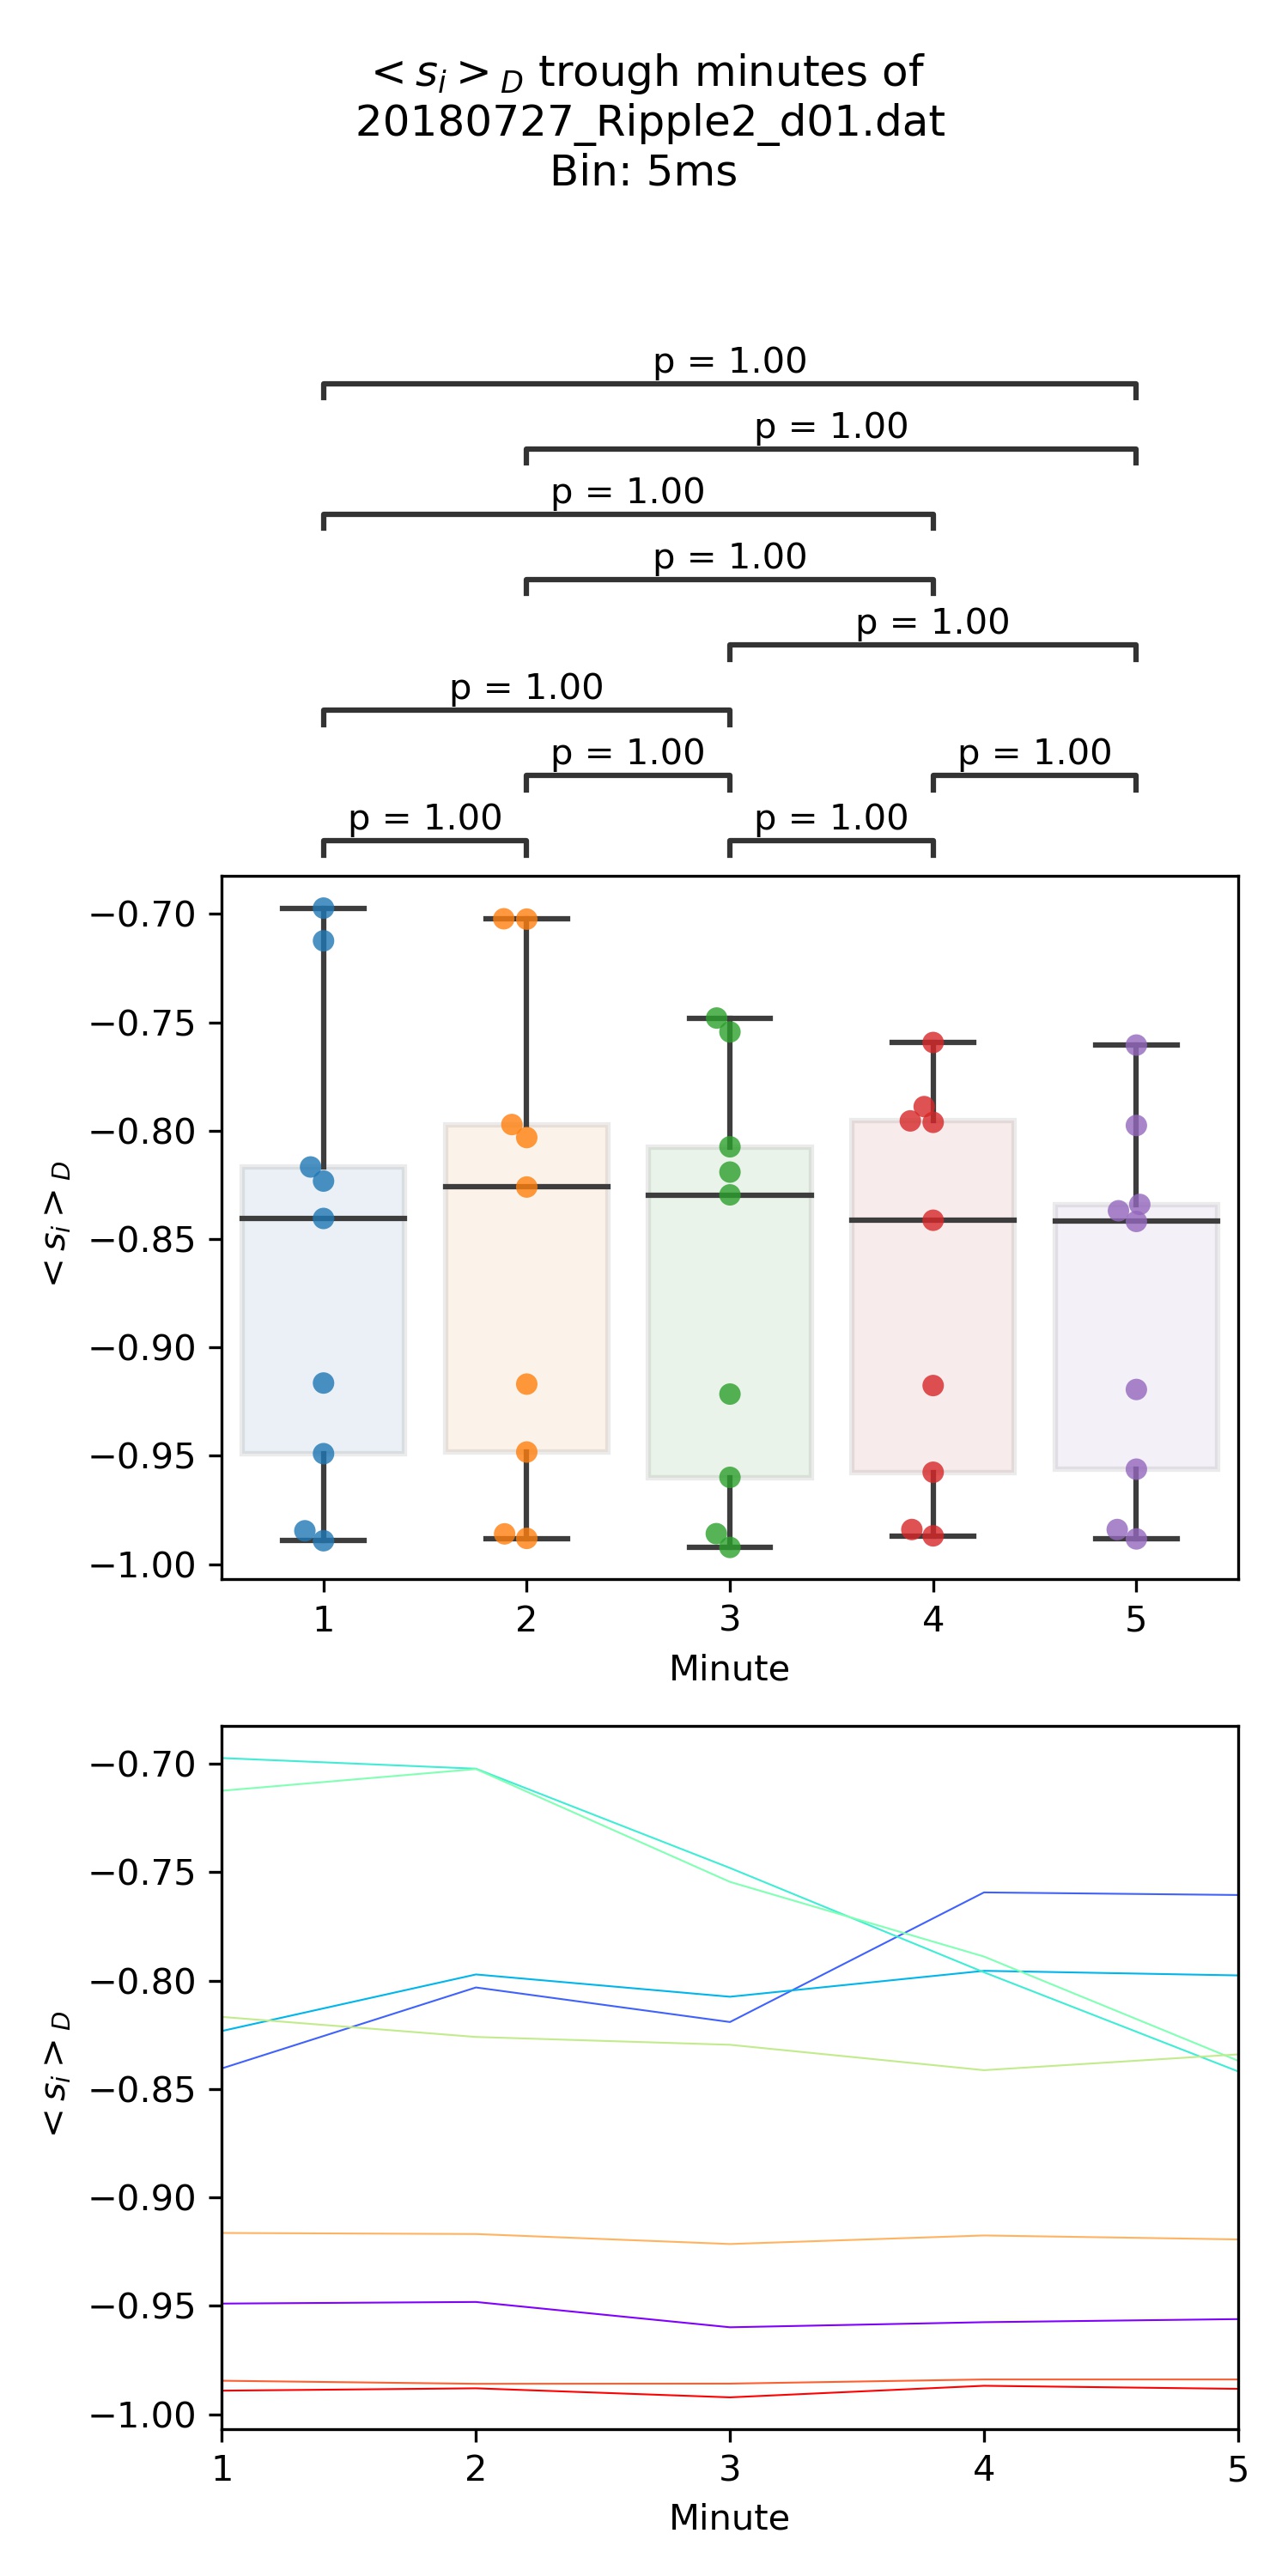 < s_i >_D trough minutes of
20180727_Ripple2_d01.dat
Bin: 5ms
p = 1.00
p = 1.00
p = 1.00
p = 1.00
p = 1.00
p = 1.00
p = 1.00 p = 1.00
p = 1.00 p = 1.00
−0.70
−0.75
−0.80
−0.85
−0.90
−0.95
−1.00
< s_i >_D
1 2 3 4 5
Minute
−0.70
−0.75
−0.80
−0.85
−0.90
−0.95
−1.00
< s_i >_D
1 2 3 4 5
Minute